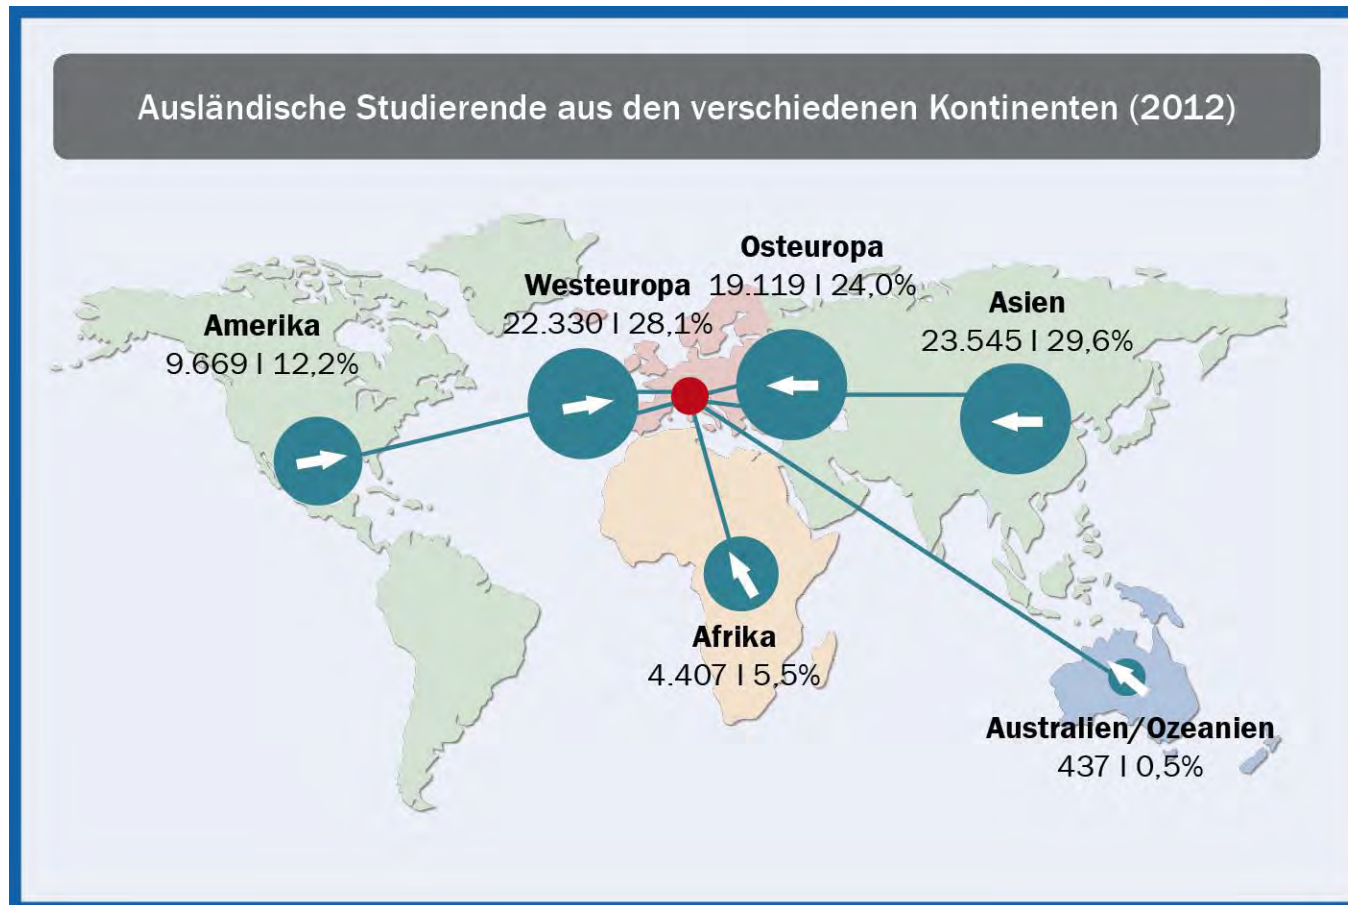 Ausländische Studierende aus den verschiedenen Kontinenten (2012)
Osteuropa
19.119 | 24,0%
Westeuropa
22.330 | 28,1%
Asien
23.545 | 29,6%
Amerika
9.669 | 12,2%
Afrika
4.407 | 5,5%
Australien/Ozeanien
437 | 0,5%